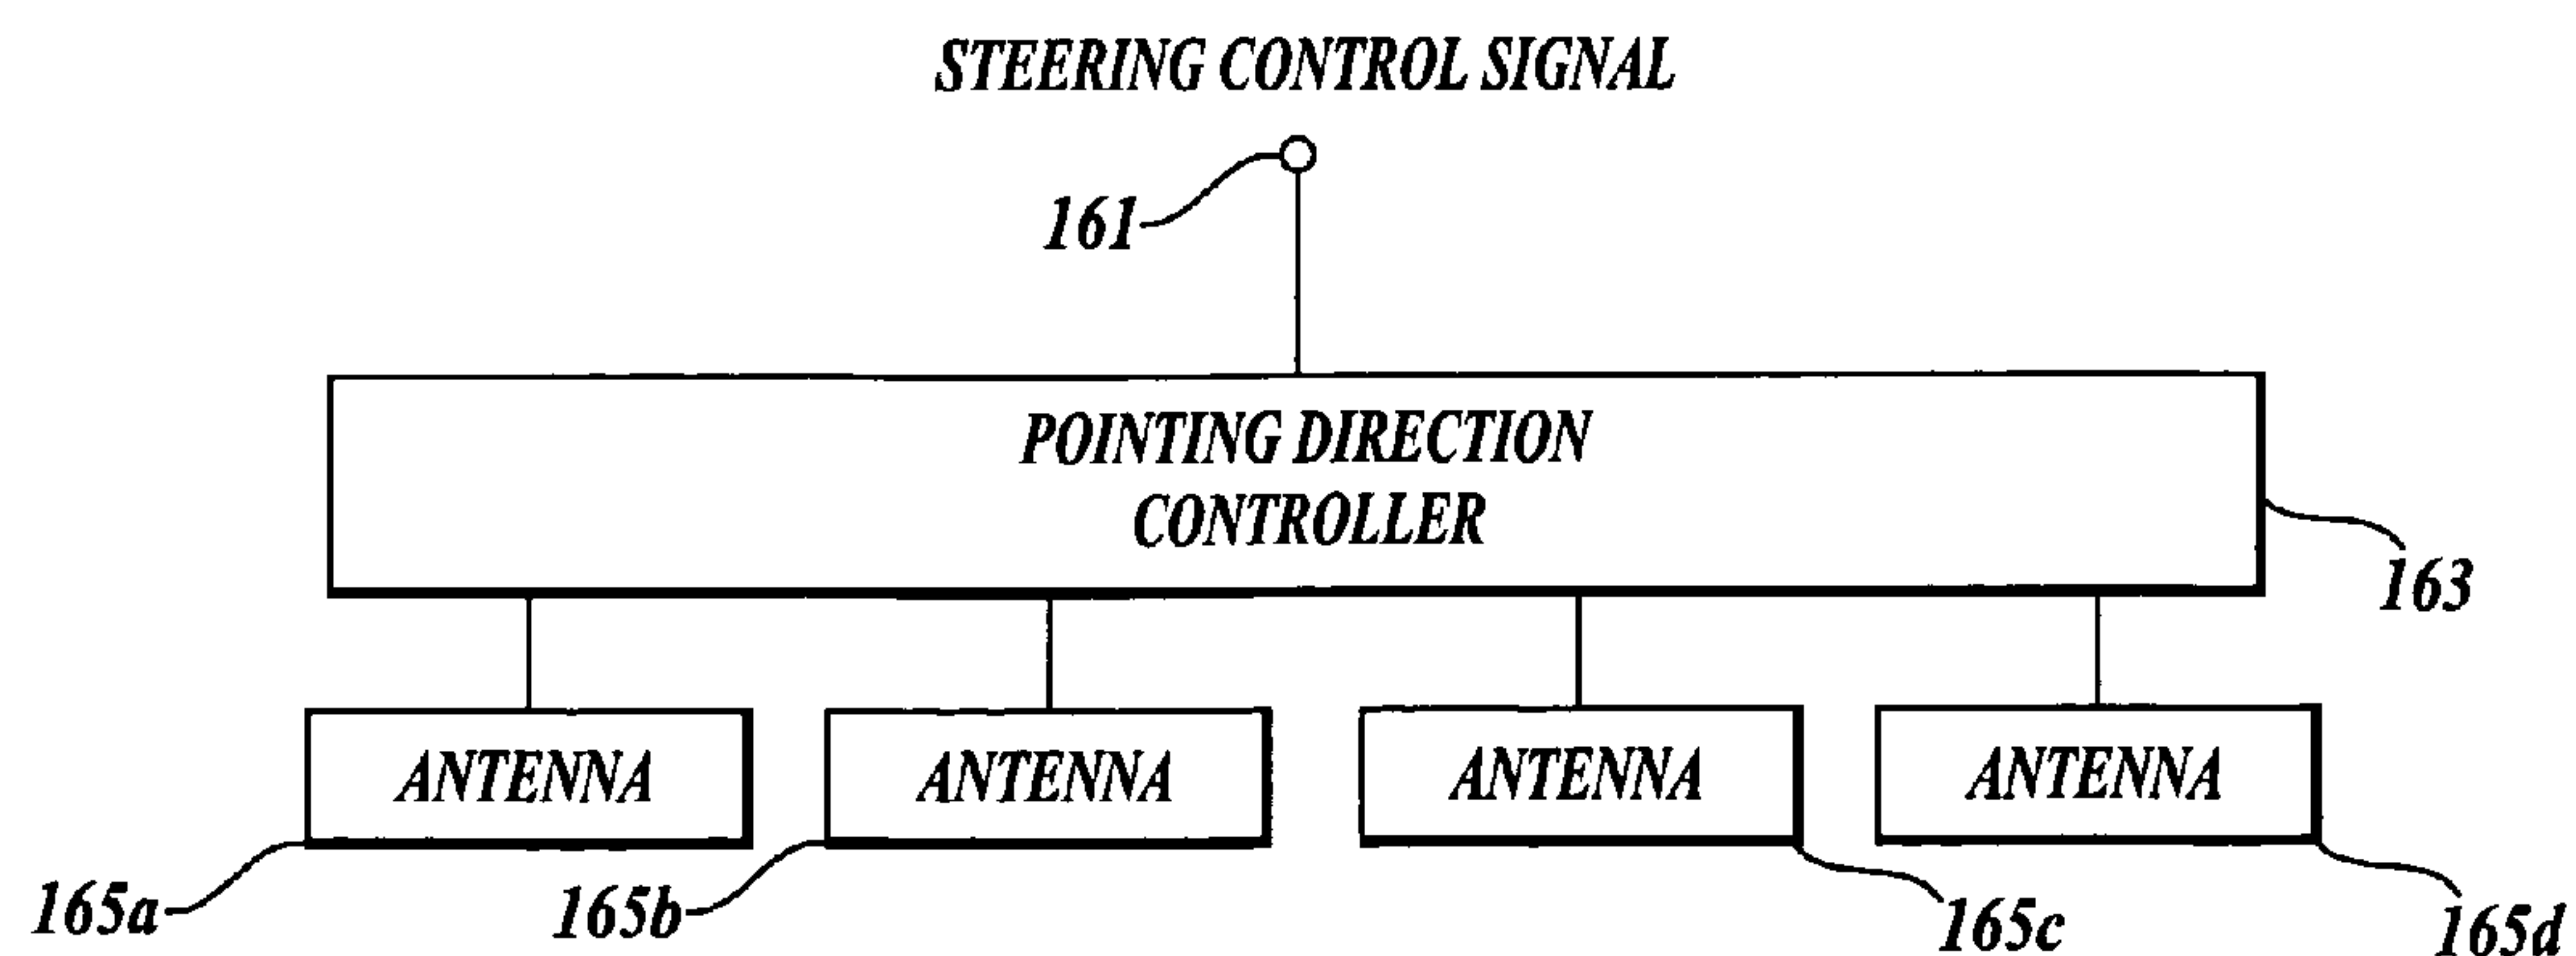 STEERING CONTROL SIGNAL
161
POINTING DIRECTION
CONTROLLER
163
ANTENNA ANTENNA ANTENNA ANTENNA
165a 165b 165c 165d